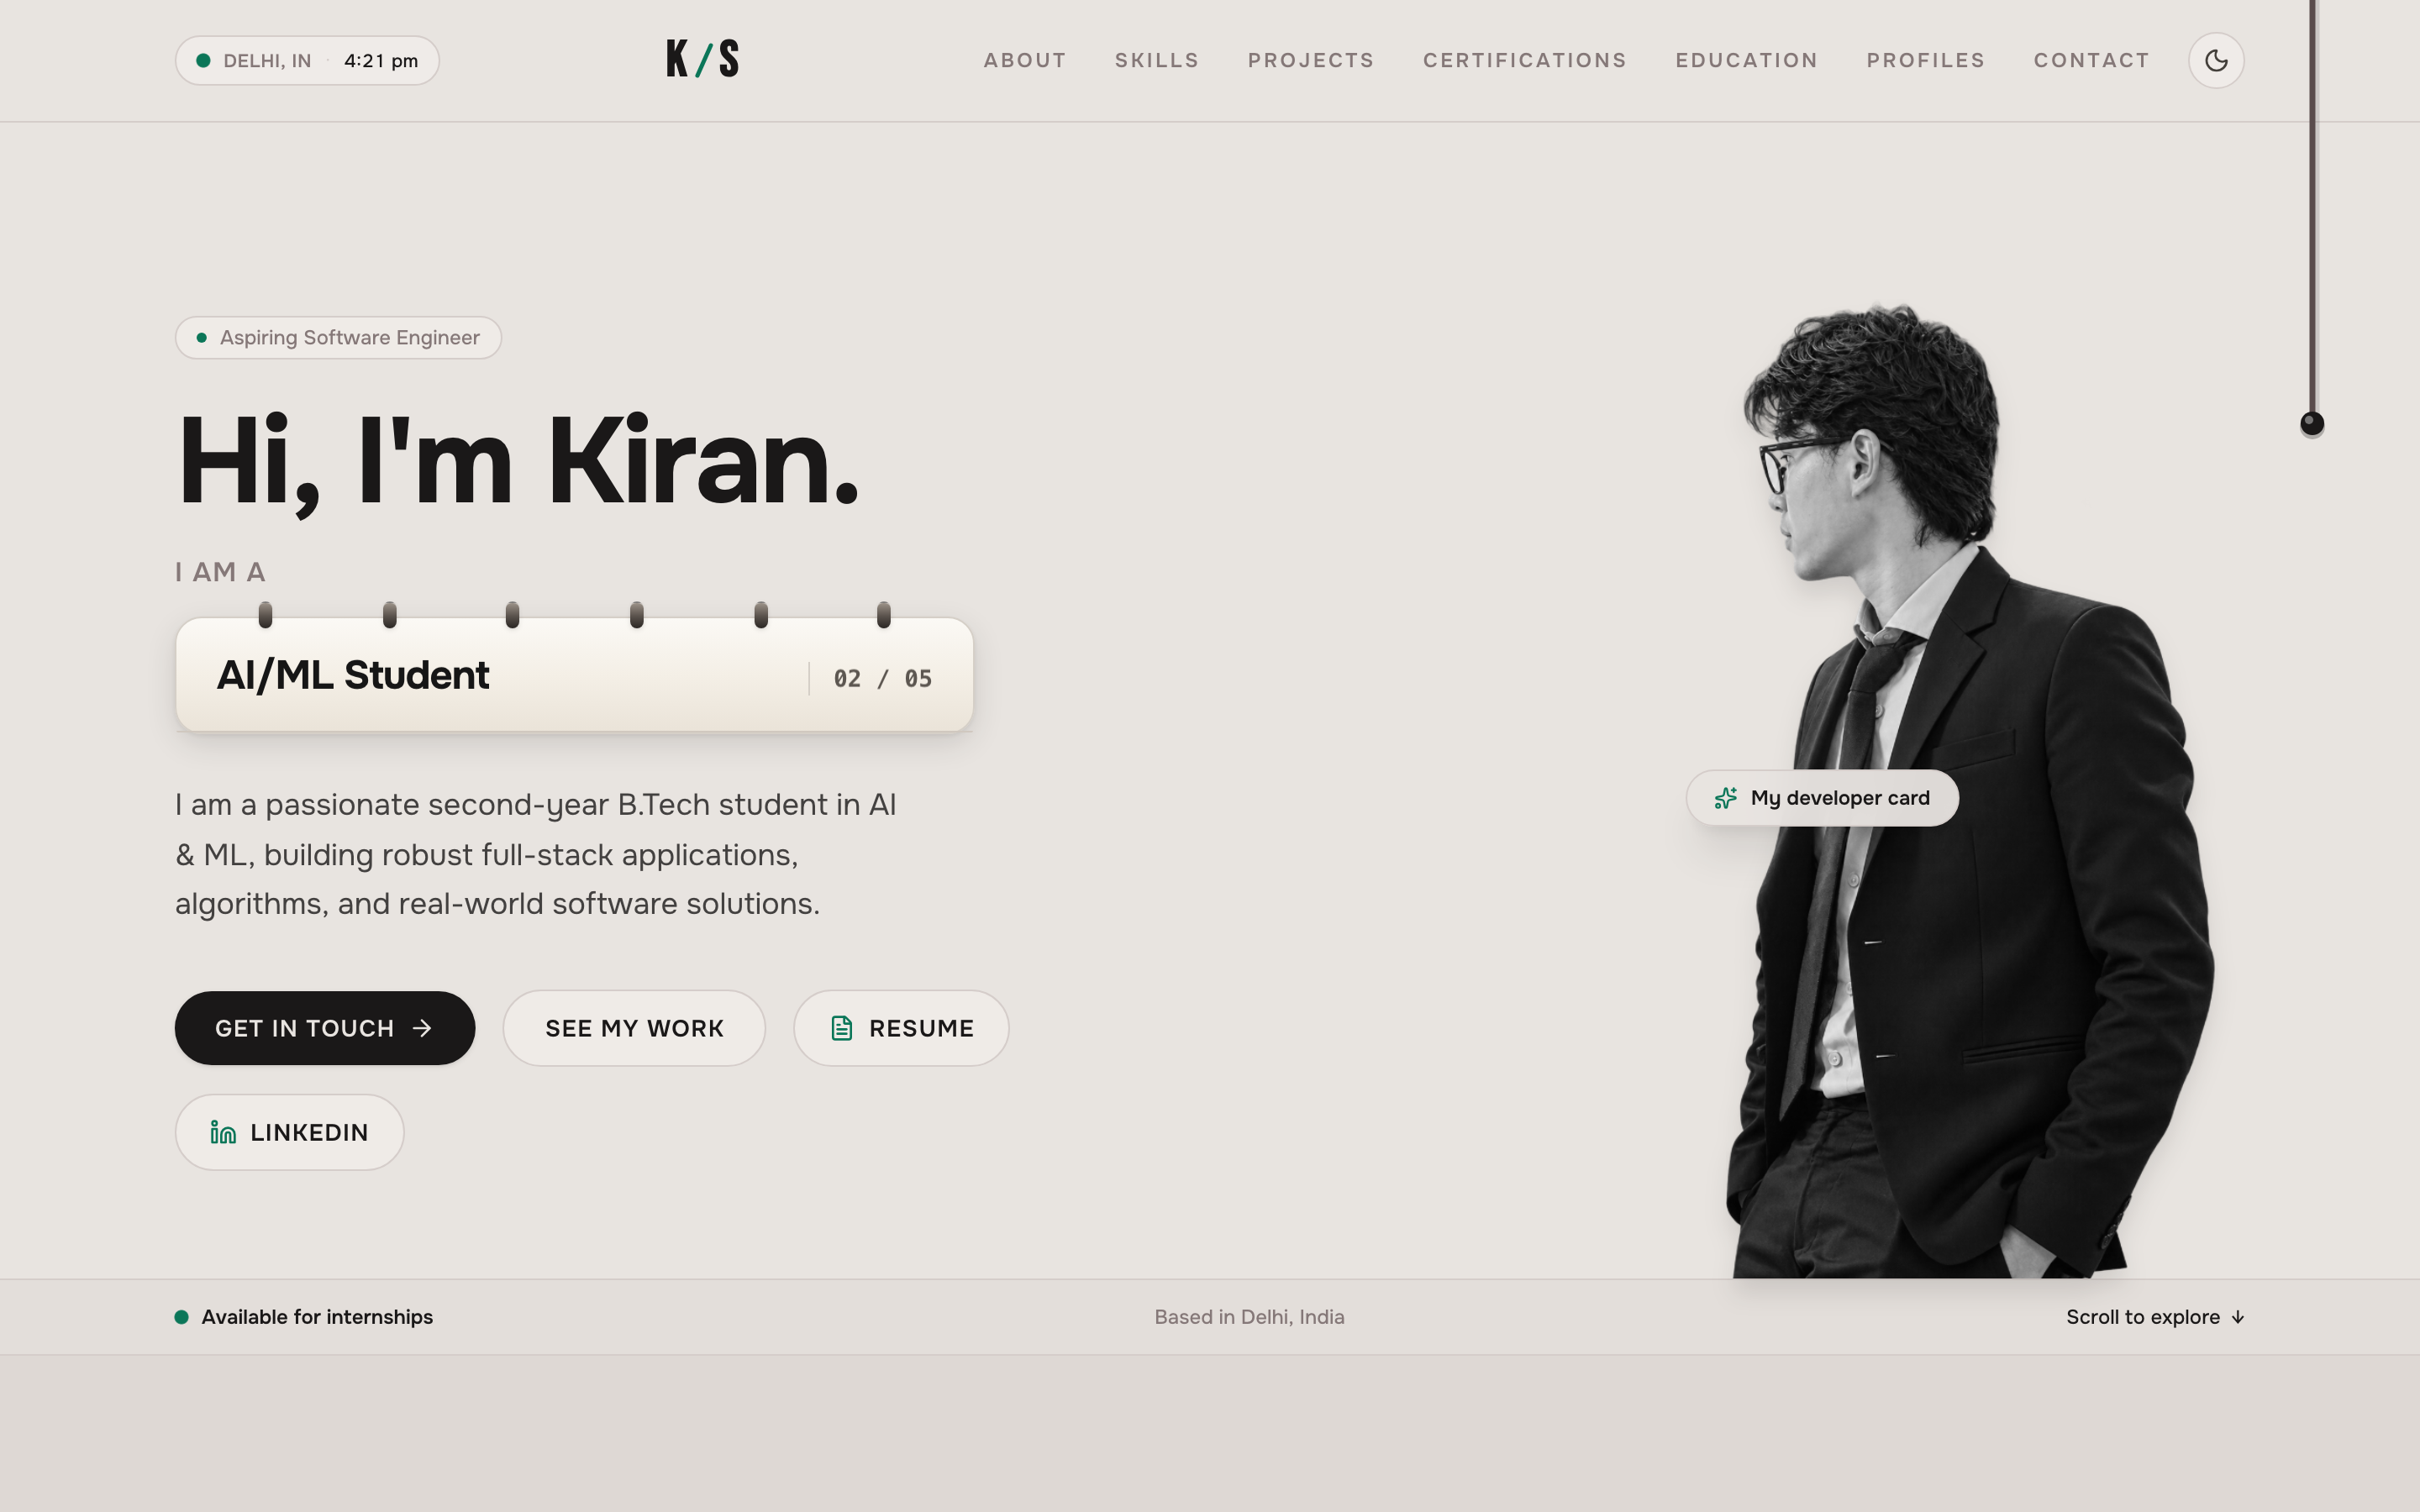 DELHI, IN · 4:21 pm
K/S
ABOUT
SKILLS
PROJECTS
CERTIFICATIONS
EDUCATION
PROFILES
CONTACT
Aspiring Software Engineer
Hi, I'm Kiran.
I AM A
AI/ML Student
02 / 05
I am a passionate second-year B.Tech student in AI
& ML, building robust full-stack applications,
algorithms, and real-world software solutions.
My developer card
GET IN TOUCH →
SEE MY WORK
RESUME
LINKEDIN
Available for internships
Based in Delhi, India
Scroll to explore ↓